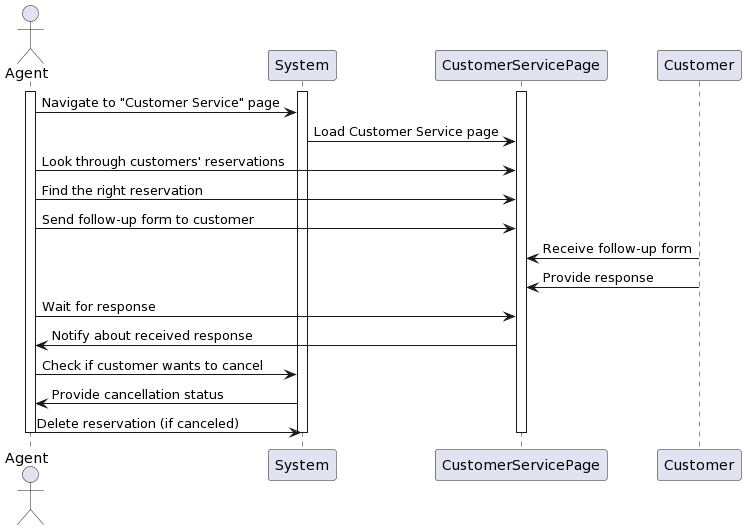 Agent
System
CustomerServicePage
Customer
Navigate to "Customer Service" page
Load Customer Service page
Look through customers' reservations
Find the right reservation
Send follow-up form to customer
Receive follow-up form
Provide response
Wait for response
Notify about received response
Check if customer wants to cancel
Provide cancellation status
Delete reservation (if canceled)
Agent
System
CustomerServicePage
Customer